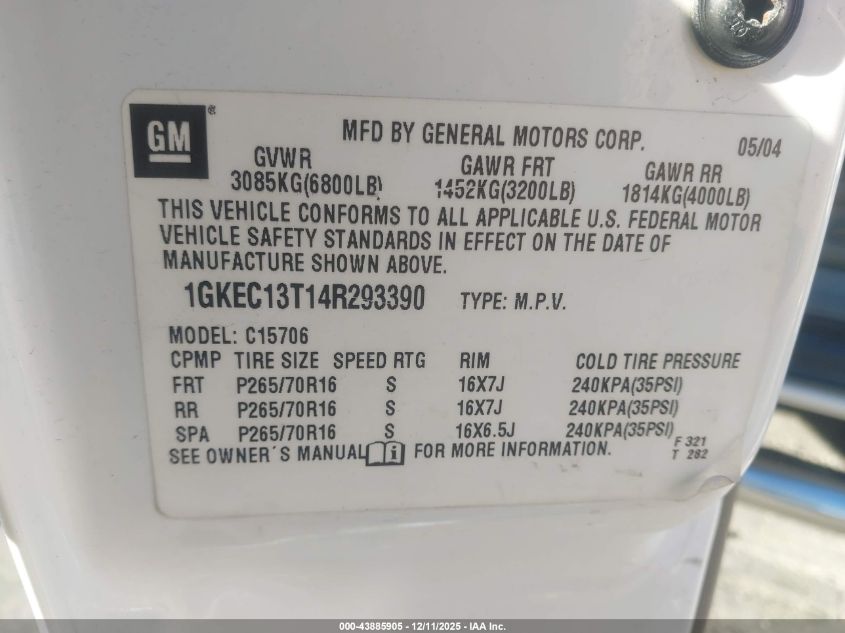 GM®
MFD BY GENERAL MOTORS CORP. 05/04
GVWR GAWR FRT GAWR RR
3085KG(6800LB) 1452KG(3200LB) 1814KG(4000LB)
THIS VEHICLE CONFORMS TO ALL APPLICABLE U.S. FEDERAL MOTOR
VEHICLE SAFETY STANDARDS IN EFFECT ON THE DATE OF
MANUFACTURE SHOWN ABOVE.
1GKEC13T14R293390 TYPE: M.P.V.
MODEL: C15706
CPMP TIRE SIZE SPEED RTG RIM COLD TIRE PRESSURE
FRT P265/70R16 S 16X7J 240KPA(35PSI)
RR P265/70R16 S 16X7J 240KPA(35PSI)
SPA P265/70R16 S 16X6.5J 240KPA(35PSI)
SEE OWNER'S MANUAL i FOR MORE INFORMATION.
F 321
T 282
000-43885905 - 12/11/2025 - IAA Inc.